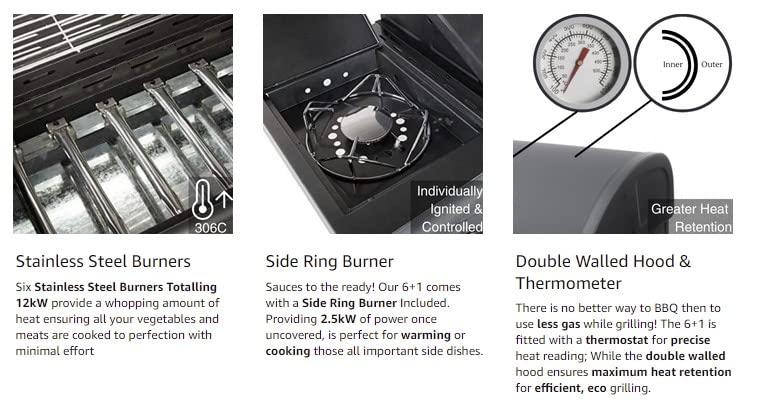 306C
Individually
Ignited &
Controlled
Inner
Outer
Greater Heat
Retention
Stainless Steel Burners
Six Stainless Steel Burners Totalling
12kW provide a whopping amount of
heat ensuring all your vegetables and
meats are cooked to perfection with
minimal effort
Side Ring Burner
Sauces to the ready! Our 6+1 comes
with a Side Ring Burner Included.
Providing 2.5kW of power once
uncovered, is perfect for warming or
cooking those all important side dishes.
Double Walled Hood &
Thermometer
There is no better way to BBQ then to
use less gas while grilling! The 6+1 is
fitted with a thermostat for precise
heat reading; While the double walled
hood ensures maximum heat retention
for efficient, eco grilling.